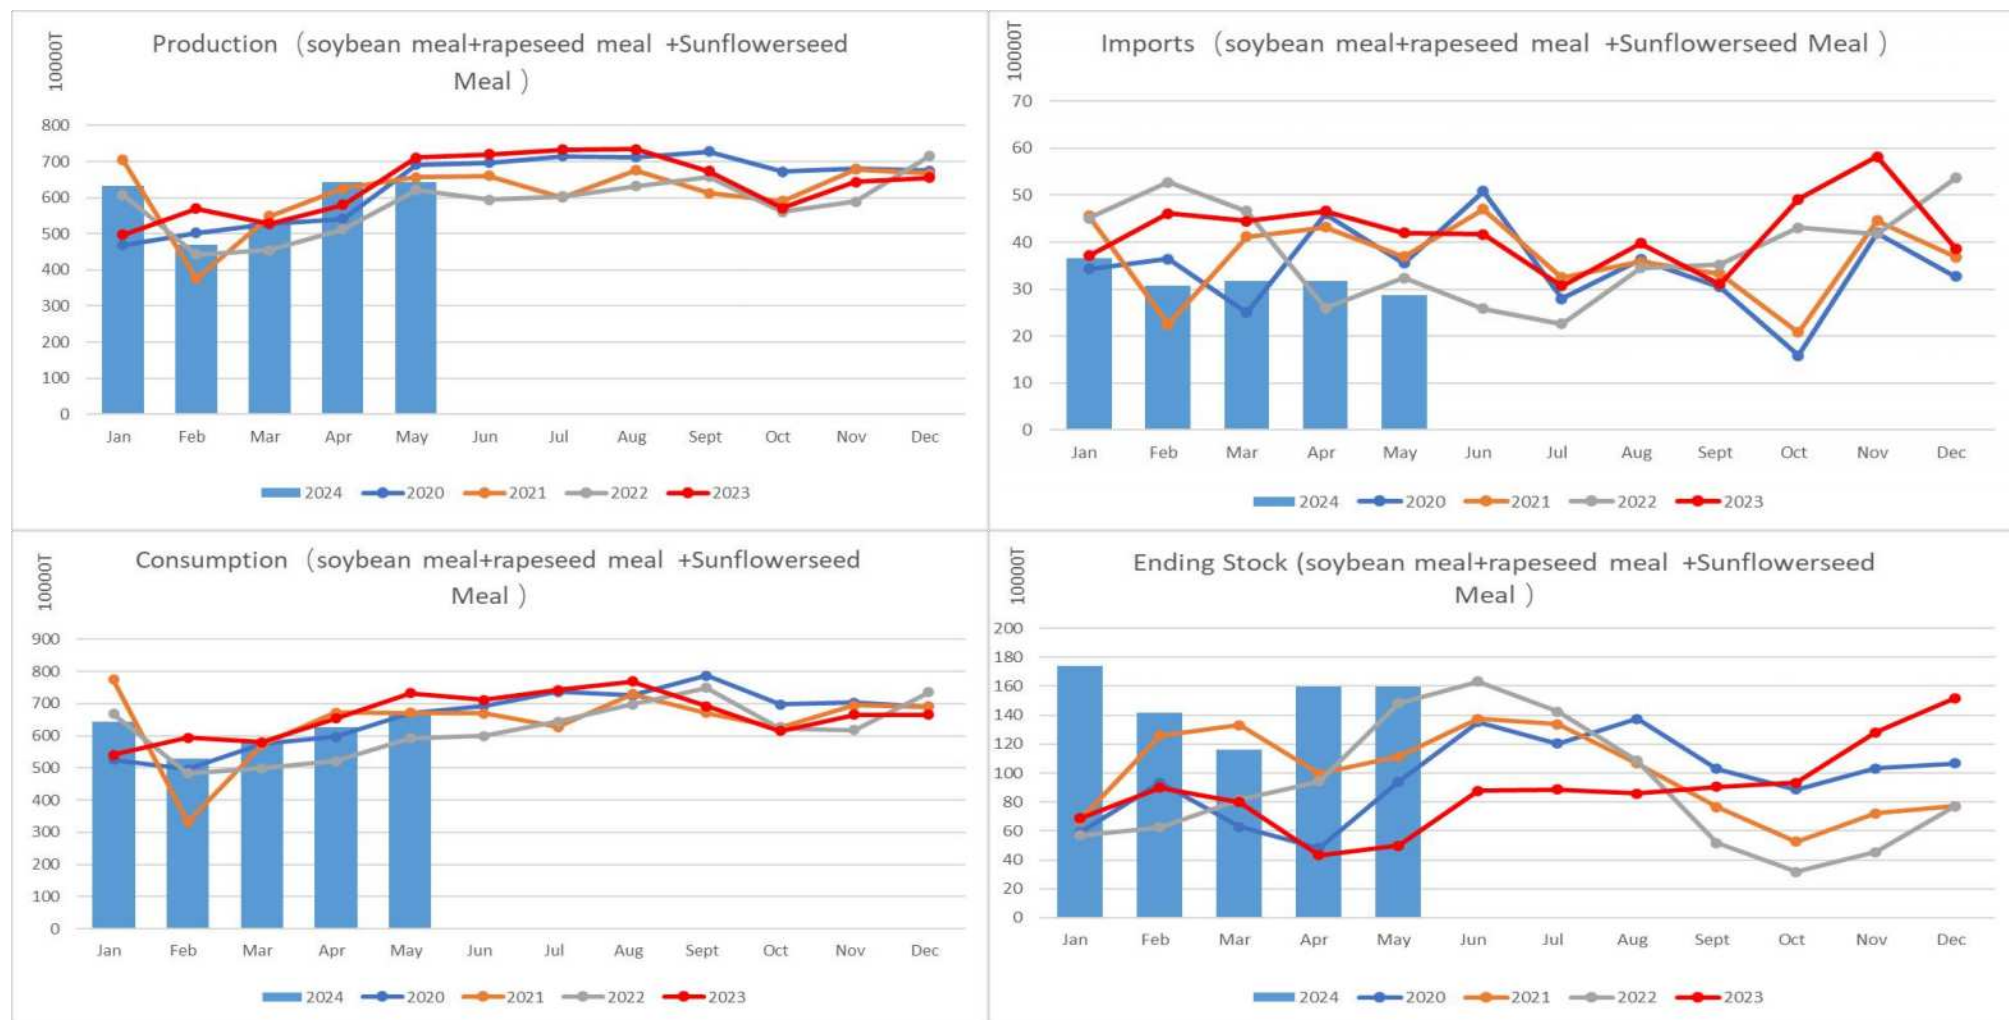 Production （soybean meal+rapeseed meal +Sunflowerseed
Meal ）
10000T
800
700
600
500
400
300
200
100
0
Jan Feb Mar Apr May Jun Jul Aug Sept Oct Nov Dec
2024 2020 2021 2022 2023
Imports （soybean meal+rapeseed meal +Sunflowerseed Meal ）
10000T
70
60
50
40
30
20
10
0
Jan Feb Mar Apr May Jun Jul Aug Sept Oct Nov Dec
2024 2020 2021 2022 2023
Consumption （soybean meal+rapeseed meal +Sunflowerseed
Meal ）
10000T
900
800
700
600
500
400
300
200
100
0
Jan Feb Mar Apr May Jun Jul Aug Sept Oct Nov Dec
2024 2020 2021 2022 2023
Ending Stock (soybean meal+rapeseed meal +Sunflowerseed
Meal ）
10000T
200
180
160
140
120
100
80
60
40
20
0
Jan Feb Mar Apr May Jun Jul Aug Sept Oct Nov Dec
2024 2020 2021 2022 2023